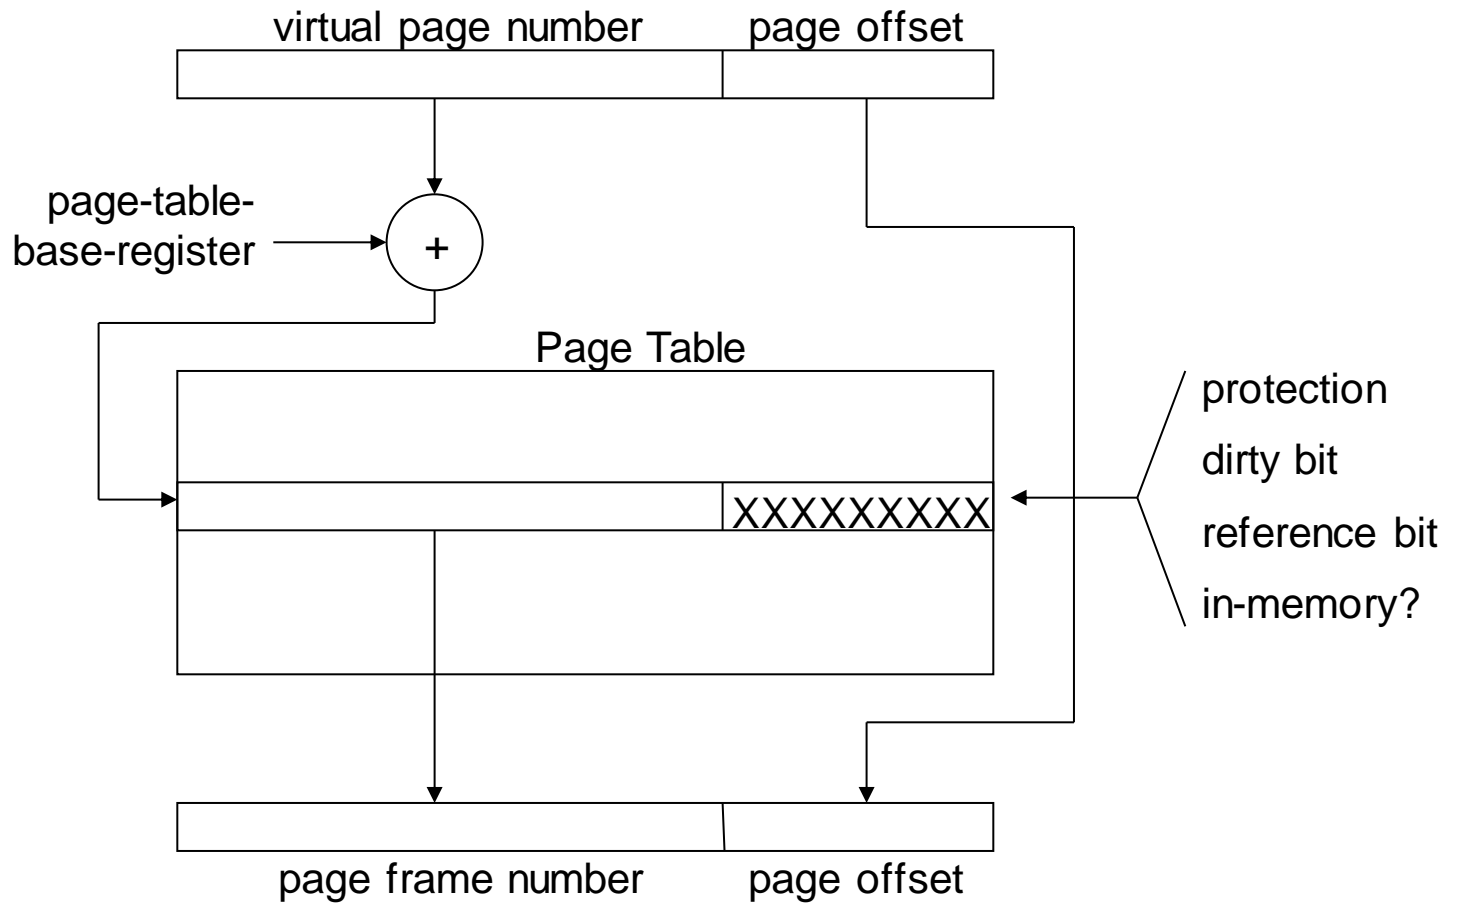 virtual page number page offset
page-table-
base-register
+
Page Table
protection
dirty bit
XXXXXXXXX
reference bit
in-memory?
page frame number page offset